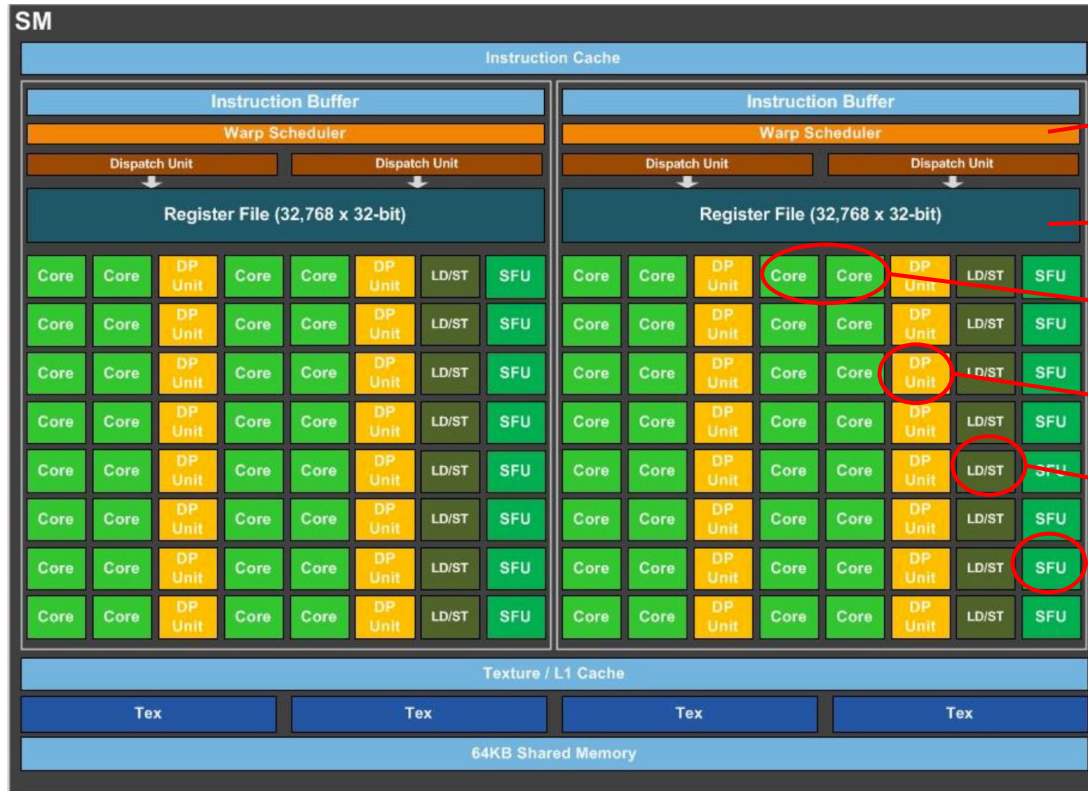 SM
Instruction Cache
Instruction Buffer Instruction Buffer
Warp Scheduler Warp Scheduler
Dispatch Unit Dispatch Unit Dispatch Unit Dispatch Unit
Register File (32,768 x 32-bit) Register File (32,768 x 32-bit)
Core Core DP Unit Core Core DP Unit LD/ST SFU Core Core DP Unit Core Core DP Unit LD/ST SFU
Core Core DP Unit Core Core DP Unit LD/ST SFU Core Core DP Unit Core Core DP Unit LD/ST SFU
Core Core DP Unit Core Core DP Unit LD/ST SFU Core Core DP Unit Core Core DP Unit LD/ST SFU
Core Core DP Unit Core Core DP Unit LD/ST SFU Core Core DP Unit Core Core DP Unit LD/ST SFU
Core Core DP Unit Core Core DP Unit LD/ST SFU Core Core DP Unit Core Core DP Unit LD/ST SFU
Core Core DP Unit Core Core DP Unit LD/ST SFU Core Core DP Unit Core Core DP Unit LD/ST SFU
Core Core DP Unit Core Core DP Unit LD/ST SFU Core Core DP Unit Core Core DP Unit LD/ST SFU
Core Core DP Unit Core Core DP Unit LD/ST SFU Core Core DP Unit Core Core DP Unit LD/ST SFU
Texture / L1 Cache
Tex Tex Tex Tex
64KB Shared Memory